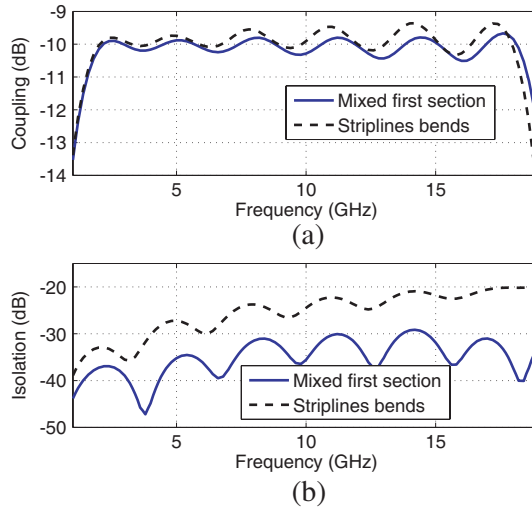 -9
-10
-11
-12
-13
-14
Coupling (dB)
Mixed first section
Striplines bends
5 10 15
Frequency (GHz)
(a)
-20
-30
-40
-50
Isolation (dB)
Mixed first section
Striplines bends
5 10 15
Frequency (GHz)
(b)